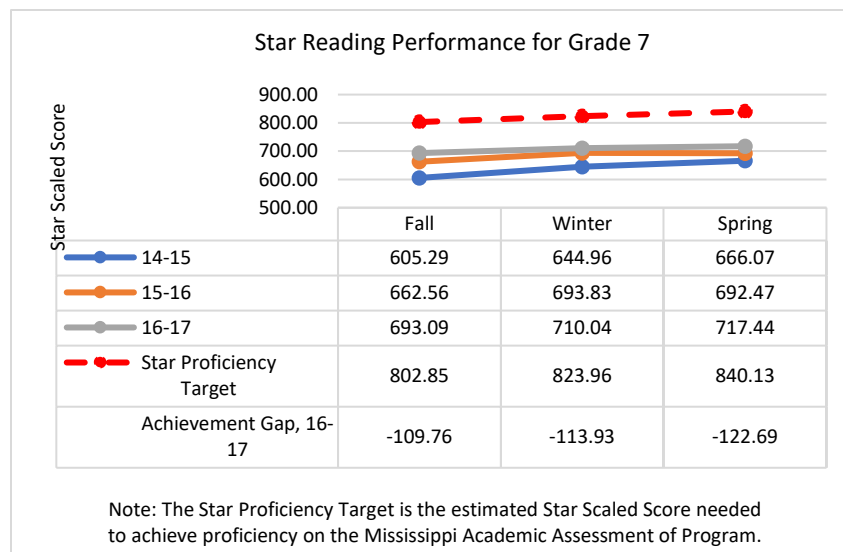 Star Reading Performance for Grade 7
Star Scaled Score
900.00
800.00
700.00
600.00
500.00
Fall Winter Spring
14-15 605.29 644.96 666.07
15-16 662.56 693.83 692.47
16-17 693.09 710.04 717.44
Star Proficiency
Target 802.85 823.96 840.13
Achievement Gap, 16-
17 -109.76 -113.93 -122.69
Note: The Star Proficiency Target is the estimated Star Scaled Score needed
to achieve proficiency on the Mississippi Academic Assessment of Program.